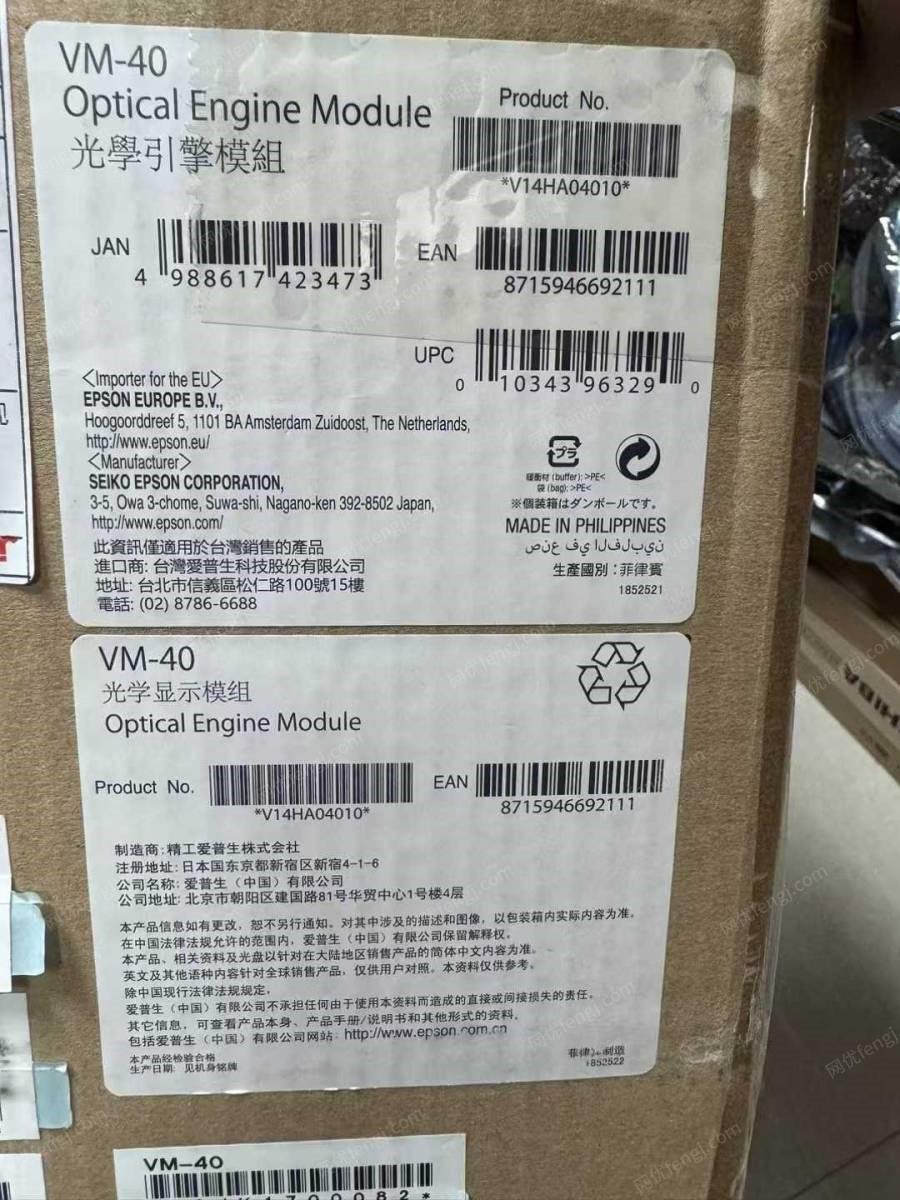 VM-40
Optical Engine Module
光學引擎模組
Product No.
*V14HA04010*
JAN
4 988617 423473
EAN
8715946692111
UPC
0 10343 96329 0
<Importer for the EU>
EPSON EUROPE B.V.,
Hoogoorddreef 5, 1101 BA Amsterdam Zuidoost, The Netherlands,
http://www.epson.eu/
<Manufacturer>
SEIKO EPSON CORPORATION,
3-5, Owa 3-chome, Suwa-shi, Nagano-ken 392-8502 Japan,
http://www.epson.com/
此資訊僅適用於台灣銷售的產品
進口商: 台灣愛普生科技股份有限公司
地址: 台北市信義區松仁路100號15樓
電話: (02) 8786-6688
プラ
緩衝材 (buffer): >PE<
袋 (bag): >PE<
※個装箱はダンボールです。
MADE IN PHILIPPINES
صنع في الفلبين
生產國別：菲律賓
1852521
VM-40
光学显示模组
Optical Engine Module
Product No.
*V14HA04010*
EAN
8715946692111
制造商: 精工爱普生株式会社
注册地址: 日本国东京都新宿区新宿4-1-6
公司名称: 爱普生（中国）有限公司
公司地址: 北京市朝阳区建国路81号华贸中心1号楼4层
本产品信息如有更改，恕不另行通知。对其中涉及的描述和图像，以包装箱内实际内容为准。
在中国法律法规允许的范围内，爱普生（中国）有限公司保留解释权。
本产品、相关资料及光盘以针对在大陆地区销售产品的简体中文内容为准。
英文及其他语种内容针对全球销售产品，仅供用户对照。本资料仅供参考。
除中国现行法律法规规定，
爱普生（中国）有限公司不承担任何由于使用本资料而造成的直接或间接损失的责任。
其它信息，可查看产品本身、产品手册/说明书和其他形式的资料。
包括爱普生（中国）有限公司网站: http://www.epson.com.cn
本产品经检验合格
生产日期: 见机身铭牌
菲律 制造
1852522
VM-40